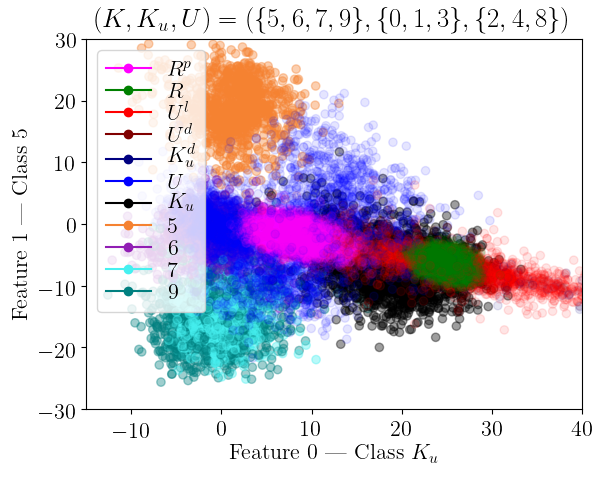 (K, K_u, U) = ({5, 6, 7, 9}, {0, 1, 3}, {2, 4, 8})
30
20
10
0
−10
−20
−30
Feature 1 — Class 5
R^p
R
U^l
U^d
K_u^d
U
K_u
5
6
7
9
−10 0 10 20 30 40
Feature 0 — Class K_u